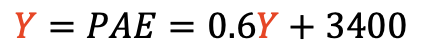 Y = PAE = 0.6Y + 3400